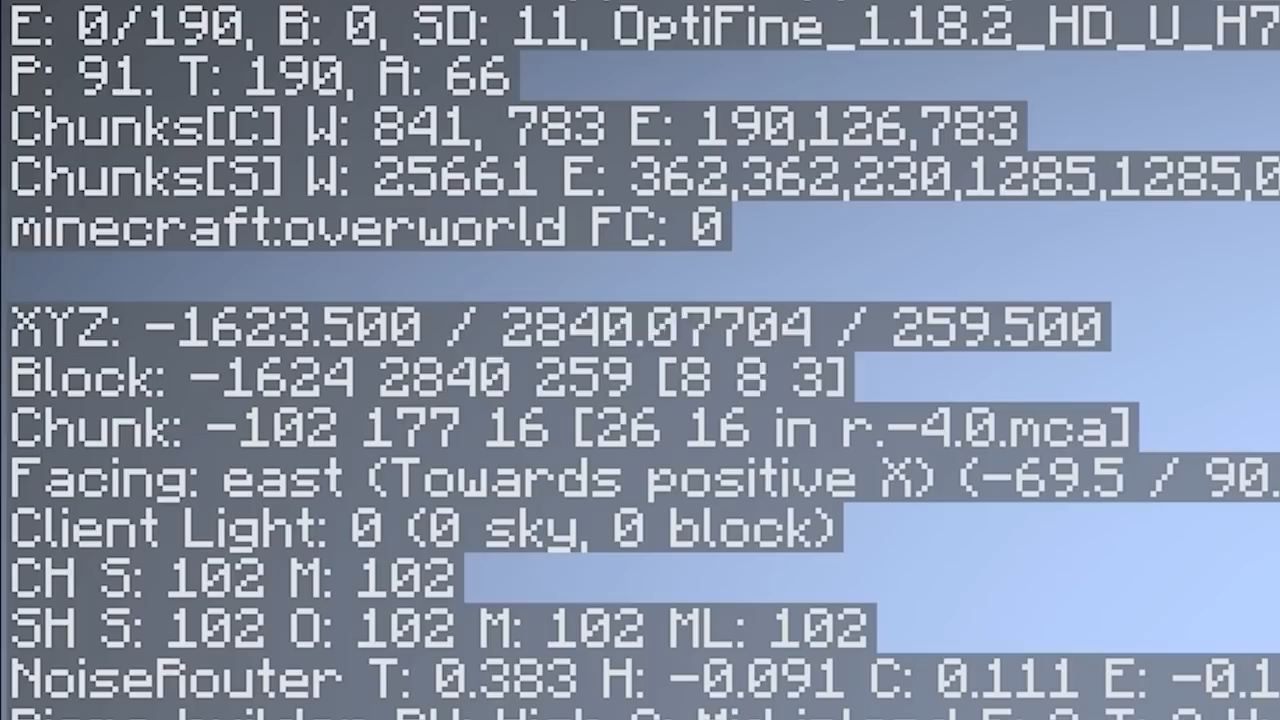 E: 0/190, B: 0, SD: 11, OptiFine_1.18.2_HD_U_H7
P: 91. T: 190, A: 66
Chunks[C] W: 841, 783 E: 190,126,783
Chunks[S] W: 25661 E: 362,362,230,1285,1285,0
minecraft:overworld FC: 0
XYZ: -1623.500 / 2840.07704 / 259.500
Block: -1624 2840 259 [8 8 3]
Chunk: -102 177 16 [26 16 in r.-4.0.mca]
Facing: east (Towards positive X) (-69.5 / 90.
Client Light: 0 (0 sky, 0 block)
CH S: 102 M: 102
SH S: 102 O: 102 M: 102 ML: 102
NoiseRouter T: 0.383 H: -0.091 C: 0.111 E: -0.1